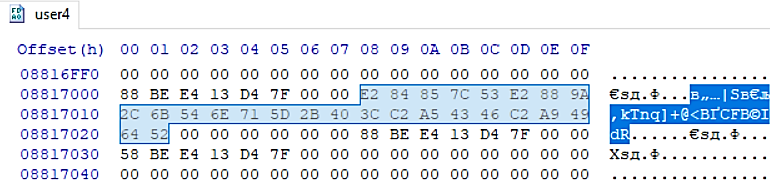 user4
Offset(h) 00 01 02 03 04 05 06 07 08 09 0A 0B 0C 0D 0E 0F
08816FF0 00 00 00 00 00 00 00 00 00 00 00 00 00 00 00 00 ................
08817000 88 BE E4 13 D4 7F 00 00 E2 84 85 7C 53 E2 88 9A €sд.Ф...в„…|Sв€љ
08817010 2C 6B 54 6E 71 5D 2B 40 3C C2 A5 43 46 C2 A9 49 ,kTnq]+@<ВҐCFВ©I
08817020 64 52 00 00 00 00 00 00 88 BE E4 13 D4 7F 00 00 dR......€sд.Ф...
08817030 58 BE E4 13 D4 7F 00 00 00 00 00 00 00 00 00 00 Xsд.Ф...........
08817040 00 00 00 00 00 00 00 00 00 00 00 00 00 00 00 00 ................